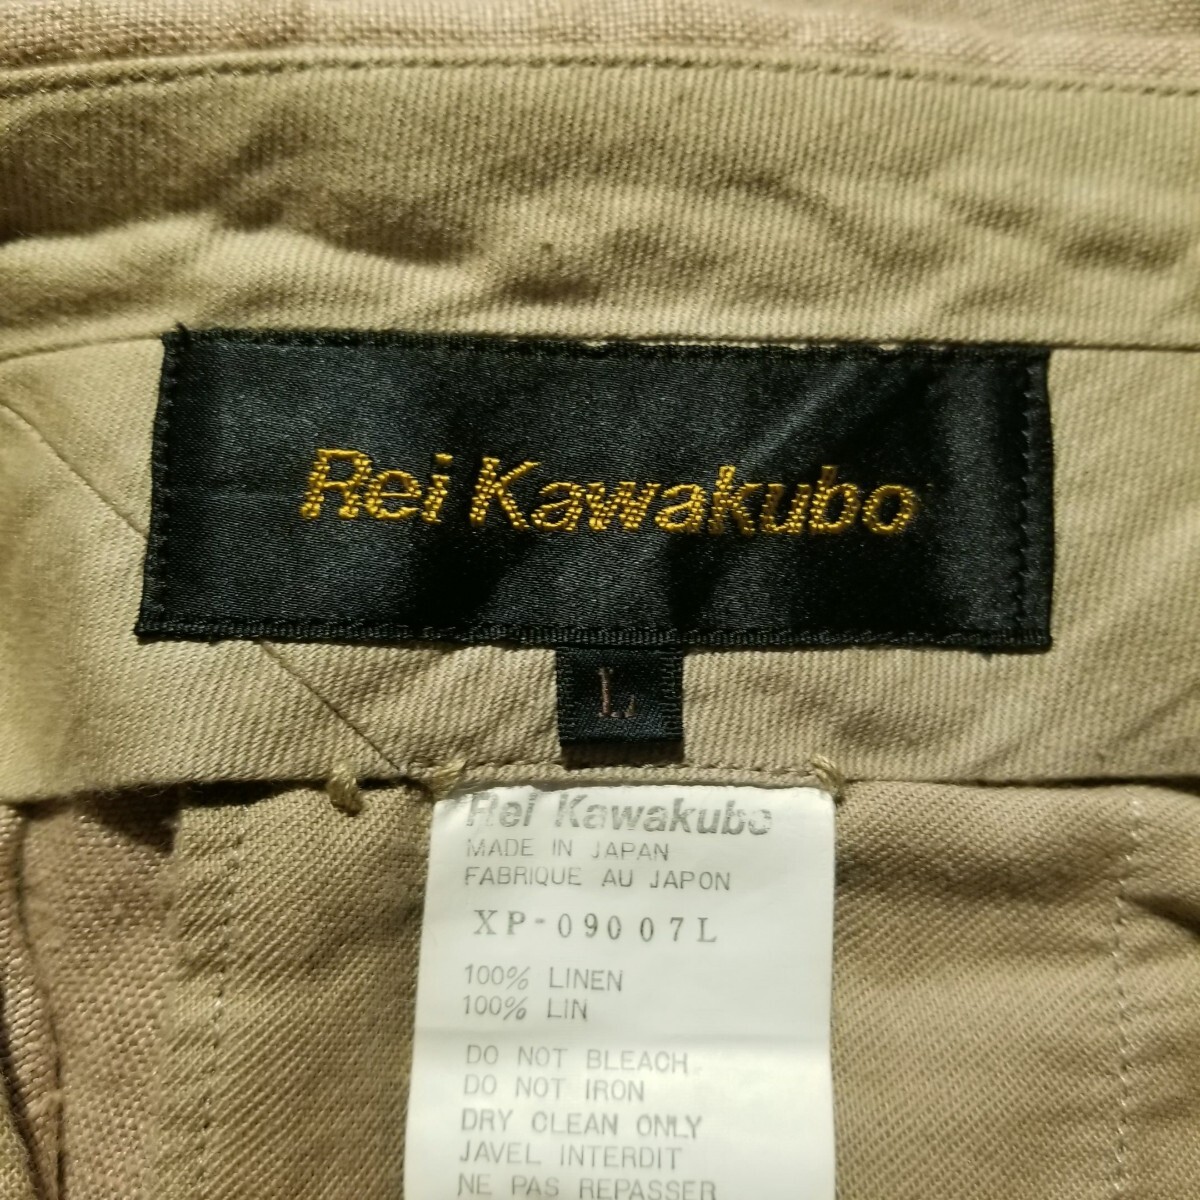 Rei Kawakubo
L
Rei Kawakubo
MADE IN JAPAN
FABRIQUE AU JAPON
XP-09007L
100% LINEN
100% LIN
DO NOT BLEACH
DO NOT IRON
DRY CLEAN ONLY
JAVEL INTERDIT
NE PAS REPASSER